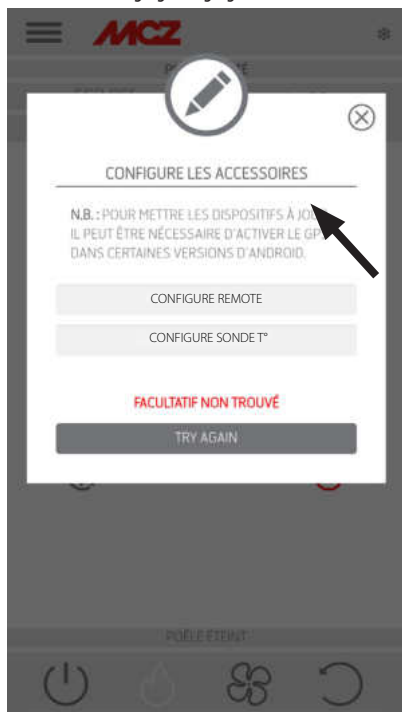 MCZ
CONFIGURE LES ACCESSOIRES
N.B. : POUR METTRE LES DISPOSITIFS À
IL PEUT ÊTRE NÉCESSAIRE D'ACTIVER LE
DANS CERTAINES VERSIONS D'ANDROID.
CONFIGURE REMOTE
CONFIGURE SONDE T°
FACULTATIF NON TROUVÉ
TRY AGAIN
POÊLE ÉTEINT